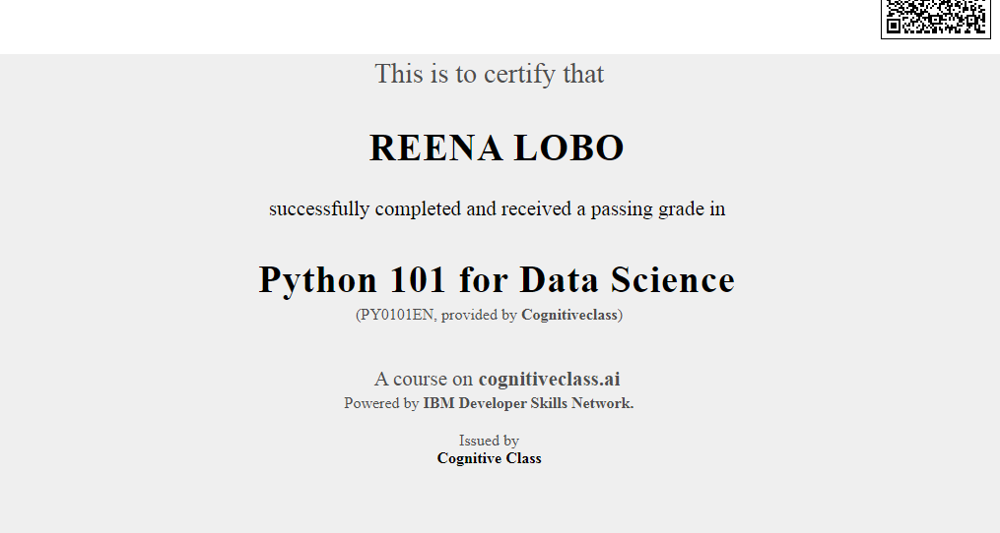 This is to certify that
REENA LOBO
successfully completed and received a passing grade in
Python 101 for Data Science
(PY0101EN, provided by Cognitiveclass)
A course on cognitiveclass.ai
Powered by IBM Developer Skills Network.
Issued by
Cognitive Class